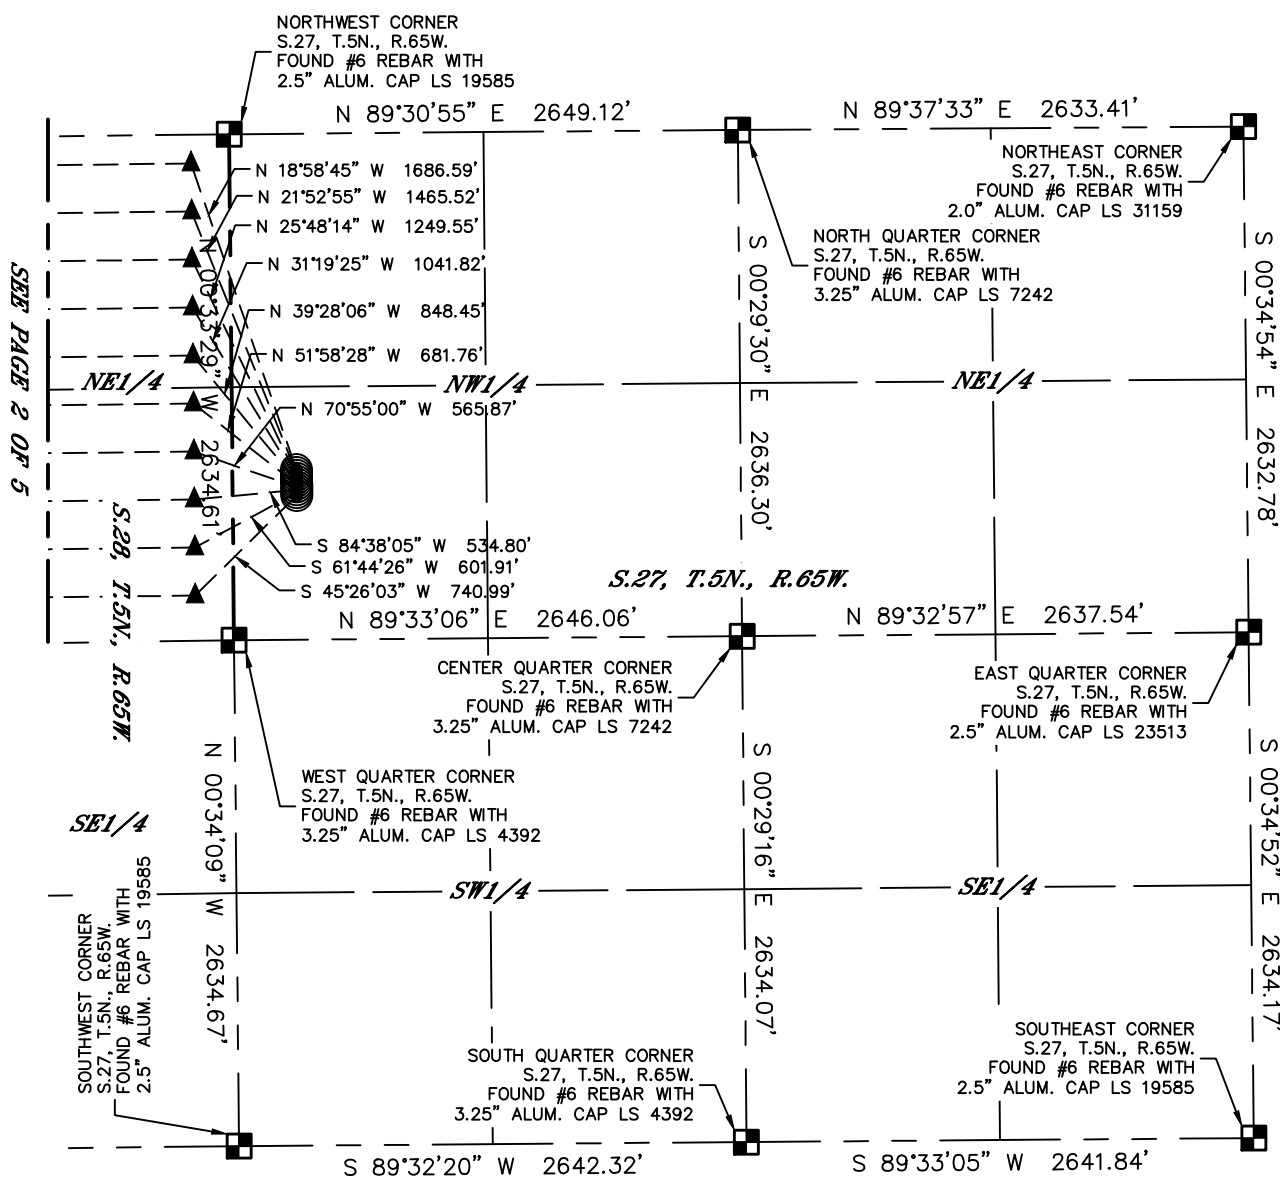 NORTHWEST CORNER
S.27, T.5N., R.65W.
FOUND #6 REBAR WITH
2.5" ALUM. CAP LS 19585
N 89°30'55" E 2649.12'
N 89°37'33" E 2633.41'
NORTHEAST CORNER
S.27, T.5N., R.65W.
FOUND #6 REBAR WITH
2.0" ALUM. CAP LS 31159
N 18°58'45" W 1686.59'
N 21°52'55" W 1465.52'
N 25°48'14" W 1249.55'
N 31°19'25" W 1041.82'
N 39°28'06" W 848.45'
N 51°58'28" W 681.76'
N 70°55'00" W 565.87'
NORTH QUARTER CORNER
S.27, T.5N., R.65W.
FOUND #6 REBAR WITH
3.25" ALUM. CAP LS 7242
SEE PAGE 2 OF 5
N 00°33'29" W 2634.61'
S 00°29'30" E 2636.30'
S 00°34'54" E 2632.78'
NE1/4
NW1/4
NE1/4
S 84°38'05" W 534.80'
S 61°44'26" W 601.91'
S 45°26'03" W 740.99'
S.28, T.5N., R.65W.
S.27, T.5N., R.65W.
N 89°33'06" E 2646.06'
N 89°32'57" E 2637.54'
CENTER QUARTER CORNER
S.27, T.5N., R.65W.
FOUND #6 REBAR WITH
3.25" ALUM. CAP LS 7242
EAST QUARTER CORNER
S.27, T.5N., R.65W.
FOUND #6 REBAR WITH
2.5" ALUM. CAP LS 23513
WEST QUARTER CORNER
S.27, T.5N., R.65W.
FOUND #6 REBAR WITH
3.25" ALUM. CAP LS 4392
N 00°34'09" W 2634.67'
S 00°29'16" E 2634.07'
S 00°34'52" E 2634.17'
SE1/4
SW1/4
SE1/4
SOUTHWEST CORNER
S.27, T.5N., R.65W.
FOUND #6 REBAR WITH
2.5" ALUM. CAP LS 19585
SOUTH QUARTER CORNER
S.27, T.5N., R.65W.
FOUND #6 REBAR WITH
3.25" ALUM. CAP LS 4392
SOUTHEAST CORNER
S.27, T.5N., R.65W.
FOUND #6 REBAR WITH
2.5" ALUM. CAP LS 19585
S 89°32'20" W 2642.32'
S 89°33'05" W 2641.84'